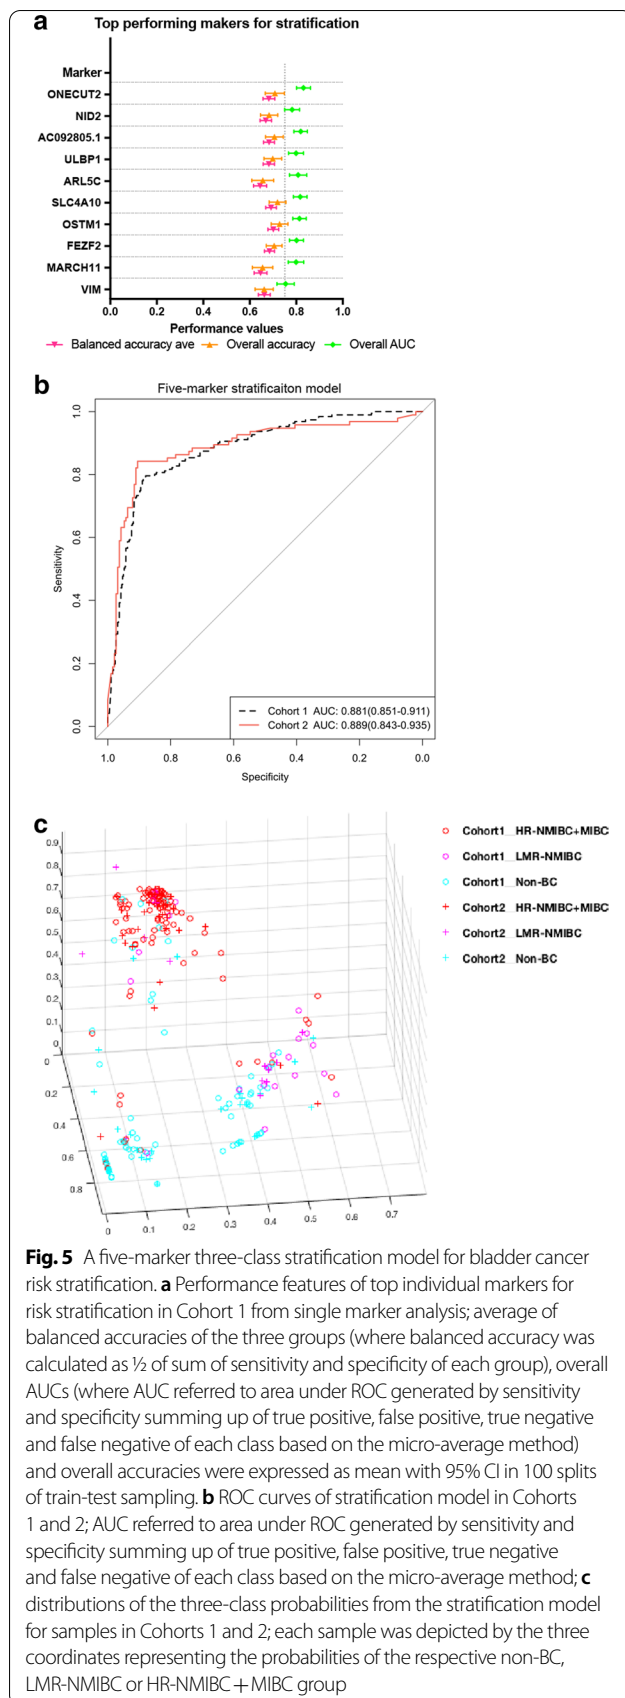 a
Top performing makers for stratification
Marker
ONECUT2
NID2
AC092805.1
ULBP1
ARL5C
SLC4A10
OSTM1
FEZF2
MARCH11
VIM
0.0 0.2 0.4 0.6 0.8 1.0
Performance values
Balanced accuracy ave Overall accuracy Overall AUC
b
Five-marker stratificaiton model
1.0
0.8
0.6
0.4
0.2
0.0
Sensitivity
Cohort 1 AUC: 0.881(0.851-0.911)
Cohort 2 AUC: 0.889(0.843-0.935)
1.0 0.8 0.6 0.4 0.2 0.0
Specificity
c
0.9
0.8
0.7
0.6
0.5
0.4
0.3
0.2
0.1
0
0
0.2
0.4
0.6
0.8
0 0.1 0.2 0.3 0.4 0.5 0.6 0.7
Cohort1_HR-NMIBC+MIBC
Cohort1_LMR-NMIBC
Cohort1_Non-BC
Cohort2_HR-NMIBC+MIBC
Cohort2_LMR-NMIBC
Cohort2_Non-BC
Fig. 5 A five-marker three-class stratification model for bladder cancer
risk stratification. a Performance features of top individual markers for
risk stratification in Cohort 1 from single marker analysis; average of
balanced accuracies of the three groups (where balanced accuracy was
calculated as ½ of sum of sensitivity and specificity of each group), overall
AUCs (where AUC referred to area under ROC generated by sensitivity
and specificity summing up of true positive, false positive, true negative
and false negative of each class based on the micro-average method)
and overall accuracies were expressed as mean with 95% CI in 100 splits
of train-test sampling. b ROC curves of stratification model in Cohorts
1 and 2; AUC referred to area under ROC generated by sensitivity and
specificity summing up of true positive, false positive, true negative
and false negative of each class based on the micro-average method; c
distributions of the three-class probabilities from the stratification model
for samples in Cohorts 1 and 2; each sample was depicted by the three
coordinates representing the probabilities of the respective non-BC,
LMR-NMIBC or HR-NMIBC + MIBC group